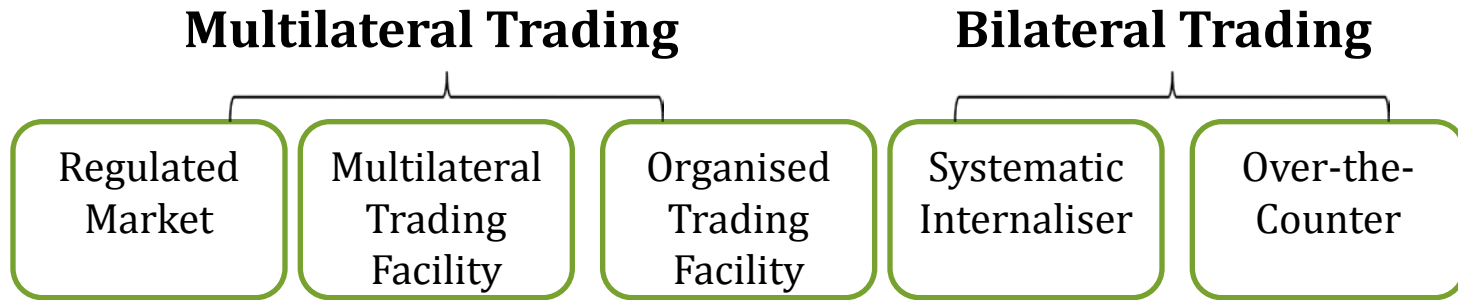 Multilateral Trading
Bilateral Trading
Regulated
Market
Multilateral
Trading
Facility
Organised
Trading
Facility
Systematic
Internaliser
Over-the-
Counter